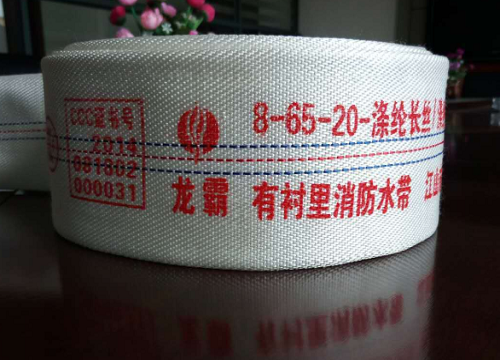 CCC证书号
2014
081802
000031
龙霸
8-65-20-涤纶长丝/
有衬里消防水带